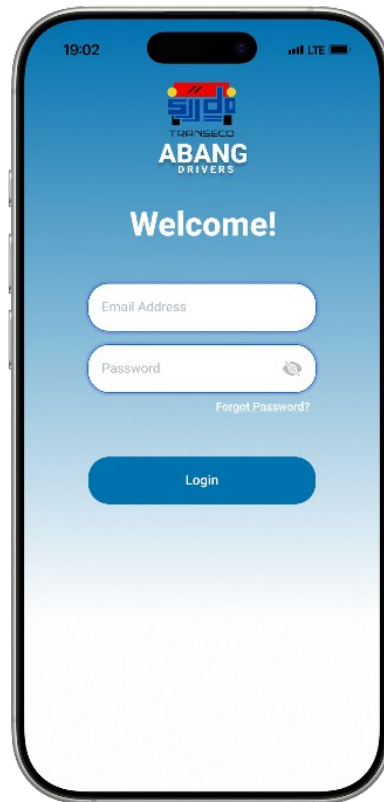 19:02
LTE
TRANSECO
ABANG
DRIVERS
Welcome!
Email Address
Password
Forgot Password?
Login